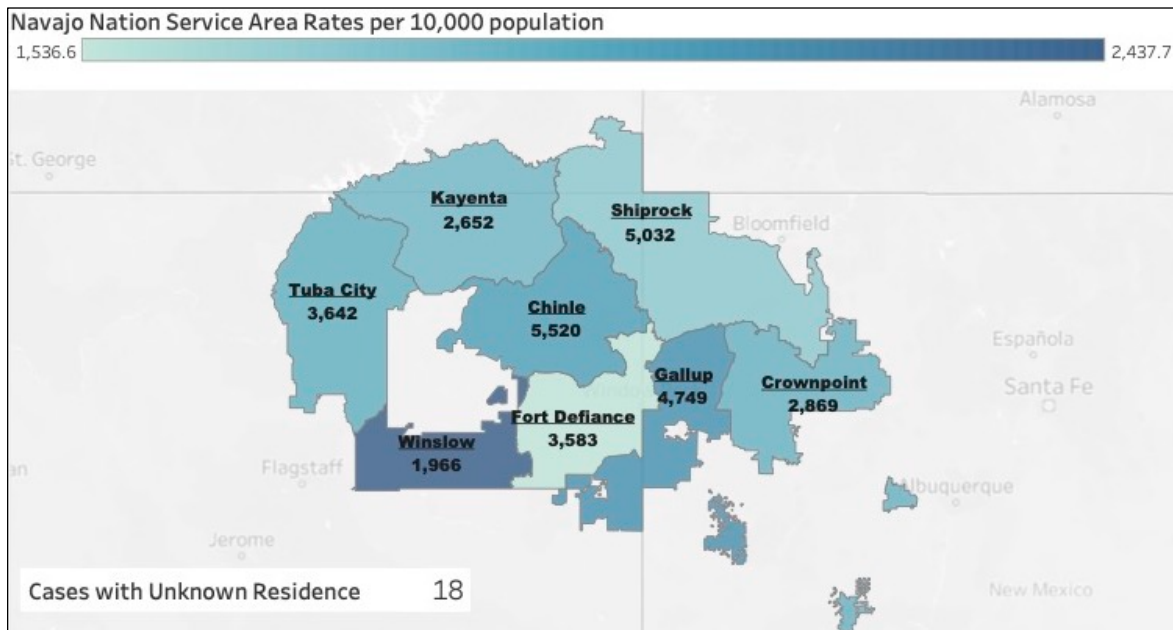 Navajo Nation Service Area Rates per 10,000 population
1,536.6
2,437.7
Alamosa
St. George
Kayenta
2,652
Shiprock
5,032
Bloomfield
Tuba City
3,642
Chinle
5,520
Española
Gallup
4,749
Crownpoint
2,869
Santa Fe
Fort Defiance
3,583
Winslow
1,966
Flagstaff
Albuquerque
Jerome
Cases with Unknown Residence 18
New Mexico